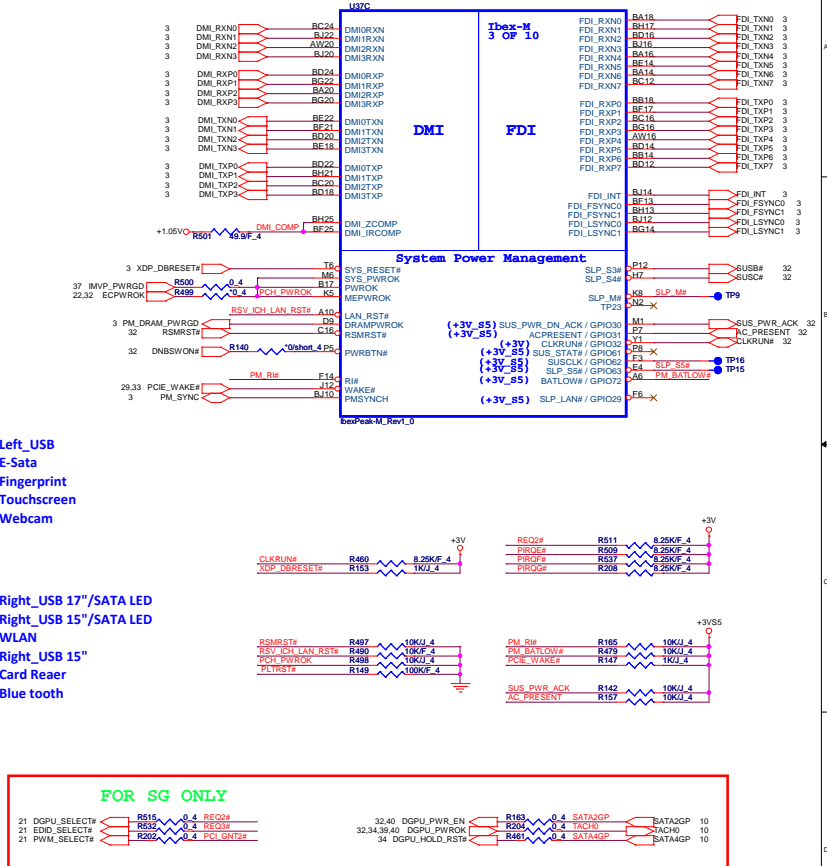 U37C
Ibex-M
3 OF 10
DMI
FDI
3 DMI_RXN0 BC24 DMI0RXN
3 DMI_RXN1 BJ22 DMI1RXN
3 DMI_RXN2 AW20 DMI2RXN
3 DMI_RXN3 BJ20 DMI3RXN
3 DMI_RXP0 BD24 DMI0RXP
3 DMI_RXP1 BG22 DMI1RXP
3 DMI_RXP2 BA20 DMI2RXP
3 DMI_RXP3 BG20 DMI3RXP
3 DMI_TXN0 BE22 DMI0TXN
3 DMI_TXN1 BF21 DMI1TXN
3 DMI_TXN2 BD20 DMI2TXN
3 DMI_TXN3 BE18 DMI3TXN
3 DMI_TXP0 BD22 DMI0TXP
3 DMI_TXP1 BH21 DMI1TXP
3 DMI_TXP2 BC20 DMI2TXP
3 DMI_TXP3 BD18 DMI3TXP
BH25 DMI_ZCOMP
+1.05V R501 49.9/F_4 DMI_COMP BF25 DMI_IRCOMP
FDI_RXN0 BA18 FDI_TXN0 3
FDI_RXN1 BH17 FDI_TXN1 3
FDI_RXN2 BD16 FDI_TXN2 3
FDI_RXN3 BJ16 FDI_TXN3 3
FDI_RXN4 BA16 FDI_TXN4 3
FDI_RXN5 BE14 FDI_TXN5 3
FDI_RXN6 BA14 FDI_TXN6 3
FDI_RXN7 BC12 FDI_TXN7 3
FDI_RXP0 BB18 FDI_TXP0 3
FDI_RXP1 BF17 FDI_TXP1 3
FDI_RXP2 BC16 FDI_TXP2 3
FDI_RXP3 BG16 FDI_TXP3 3
FDI_RXP4 AW16 FDI_TXP4 3
FDI_RXP5 BD14 FDI_TXP5 3
FDI_RXP6 BB14 FDI_TXP6 3
FDI_RXP7 BD12 FDI_TXP7 3
FDI_INT BJ14 FDI_INT 3
FDI_FSYNC0 BF13 FDI_FSYNC0 3
FDI_FSYNC1 BH13 FDI_FSYNC1 3
FDI_LSYNC0 BJ12 FDI_LSYNC0 3
FDI_LSYNC1 BG14 FDI_LSYNC1 3
System Power Management
3 XDP_DBRESET# T6 SYS_RESET#
M6 SYS_PWROK
37 IMVP_PWRGD R500 0_4 B17 PWROK
22,32 ECPWROK R499 *0_4 PCH_PWROK K5 MEPWROK
RSV_ICH_LAN_RST# A10 LAN_RST#
3 PM_DRAM_PWRGD D9 DRAMPWROK
32 RSMRST# C16 RSMRST#
32 DNBSWON# R140 *0/short_4 P5 PWRBTN#
PM_RI# F14 RI#
29,33 PCIE_WAKE# J12 WAKE#
3 PM_SYNC BJ10 PMSYNCH
SLP_S3# P12 SUSB# 32
SLP_S4# H7 SUSC# 32
SLP_M# K8 SLP_M# TP9
TP23 N2
(+3V_S5) SUS_PWR_DN_ACK / GPIO30 M1 SUS_PWR_ACK 32
(+3V_S5) ACPRESENT / GPIO31 P7 AC_PRESENT 32
(+3V) CLKRUN# / GPIO32 Y1 CLKRUN# 32
(+3V_S5) SUS_STAT# / GPIO61 P8
(+3V_S5) SUSCLK / GPIO62 F3 TP16
(+3V_S5) SLP_S5# / GPIO63 E4 SLP_S5# TP15
(+3V_S5) BATLOW# / GPIO72 A6 PM_BATLOW#
(+3V_S5) SLP_LAN# / GPIO29 F6
IbexPeak-M_Rev1_0
Left_USB
E-Sata
Fingerprint
Touchscreen
Webcam
Right_USB 17"/SATA LED
Right_USB 15"/SATA LED
WLAN
Right_USB 15"
Card Reaer
Blue tooth
+3V
CLKRUN# R460 8.25K/F_4
XDP_DBRESET# R153 1K/J_4
+3V
REQ2# R511 8.25K/F_4
PIRQE# R509 8.25K/F_4
PIRQF# R537 8.25K/F_4
PIRQG# R208 8.25K/F_4
RSMRST# R497 10K/J_4
RSV_ICH_LAN_RST# R490 10K/F_4
PCH_PWROK R498 10K/J_4
PLTRST# R149 100K/F_4
+3VS5
PM_RI# R165 10K/J_4
PM_BATLOW# R479 10K/J_4
PCIE_WAKE# R147 1K/J_4
SUS_PWR_ACK R142 10K/J_4
AC_PRESENT R157 10K/J_4
FOR SG ONLY
21 DGPU_SELECT# R515 0_4 REQ2#
21 EDID_SELECT# R532 0_4 REQ3#
21 PWM_SELECT# R202 0_4 PCI_GNT2#
32,40 DGPU_PWR_EN R163 0_4 SATA2GP SATA2GP 10
32,34,39,40 DGPU_PWROK R204 0_4 TACH0 TACH0 10
34 DGPU_HOLD_RST# R461 0_4 SATA4GP SATA4GP 10